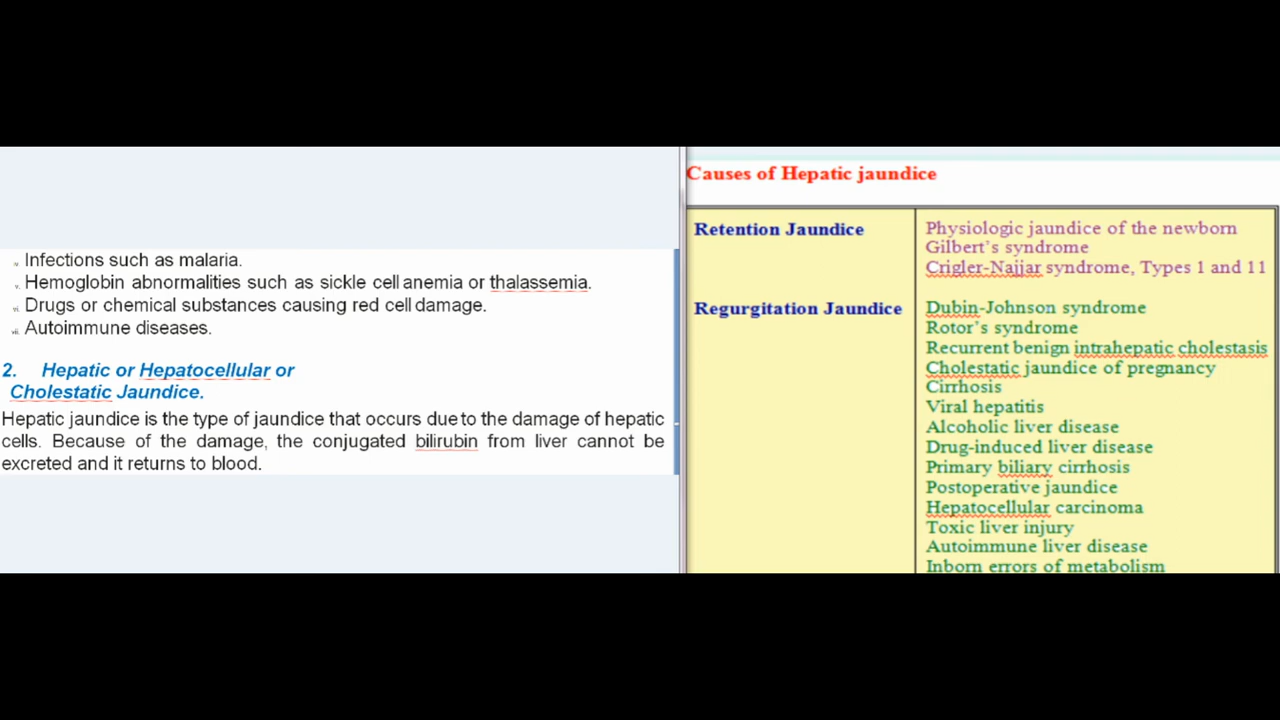 iv. Infections such as malaria.
v. Hemoglobin abnormalities such as sickle cell anemia or thalassemia.
vi. Drugs or chemical substances causing red cell damage.
vii. Autoimmune diseases.
2. Hepatic or Hepatocellular or
Cholestatic Jaundice.
Hepatic jaundice is the type of jaundice that occurs due to the damage of hepatic
cells. Because of the damage, the conjugated bilirubin from liver cannot be
excreted and it returns to blood.
Causes of Hepatic jaundice
Retention Jaundice
Physiologic jaundice of the newborn
Gilbert's syndrome
Crigler-Najjar syndrome, Types 1 and 11
Regurgitation Jaundice
Dubin-Johnson syndrome
Rotor's syndrome
Recurrent benign intrahepatic cholestasis
Cholestatic jaundice of pregnancy
Cirrhosis
Viral hepatitis
Alcoholic liver disease
Drug-induced liver disease
Primary biliary cirrhosis
Postoperative jaundice
Hepatocellular carcinoma
Toxic liver injury
Autoimmune liver disease
Inborn errors of metabolism